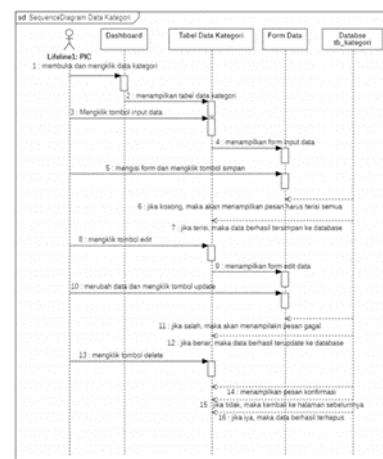 sd SequenceDiagram Data Kategori
Dashboard
Tabel Data Kategori
Form Data
Databse
tb_kategori
Lifeline1: PIC
1 : membuka dan mengklik data kategori
2 : menampilkan tabel data kategori
3 : Mengklik tombol input data
4 : menampilkan form input data
5 : mengisi form dan mengklik tombol simpan
6 : jika kosong, maka akan menampilkan pesan harus terisi semua
7 : jika terisi, maka data berhasil tersimpan ke database
8 : mengklik tombol edit
9 : menampilkan form edit data
10 : merubah data dan mengklik tombol update
11 : jika salah, maka akan menampilakn pesan gagal
12 : jika benar, maka data berhasil terupdate ke database
13 : mengklik tombol delete
14 : menampilkan pesan konfirmasi
15 : jika tidak, maka kembali ke halaman sebelumnya
16 : jika iya, maka data berhasil terhapus